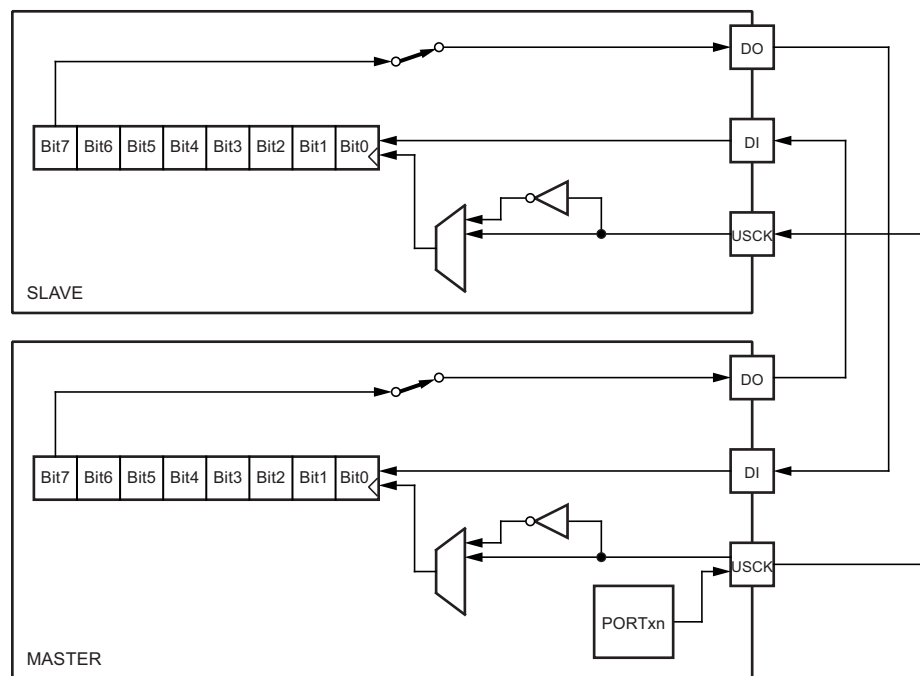 DO
Bit7 Bit6 Bit5 Bit4 Bit3 Bit2 Bit1 Bit0
DI
USCK
SLAVE
DO
Bit7 Bit6 Bit5 Bit4 Bit3 Bit2 Bit1 Bit0
DI
USCK
PORTxn
MASTER